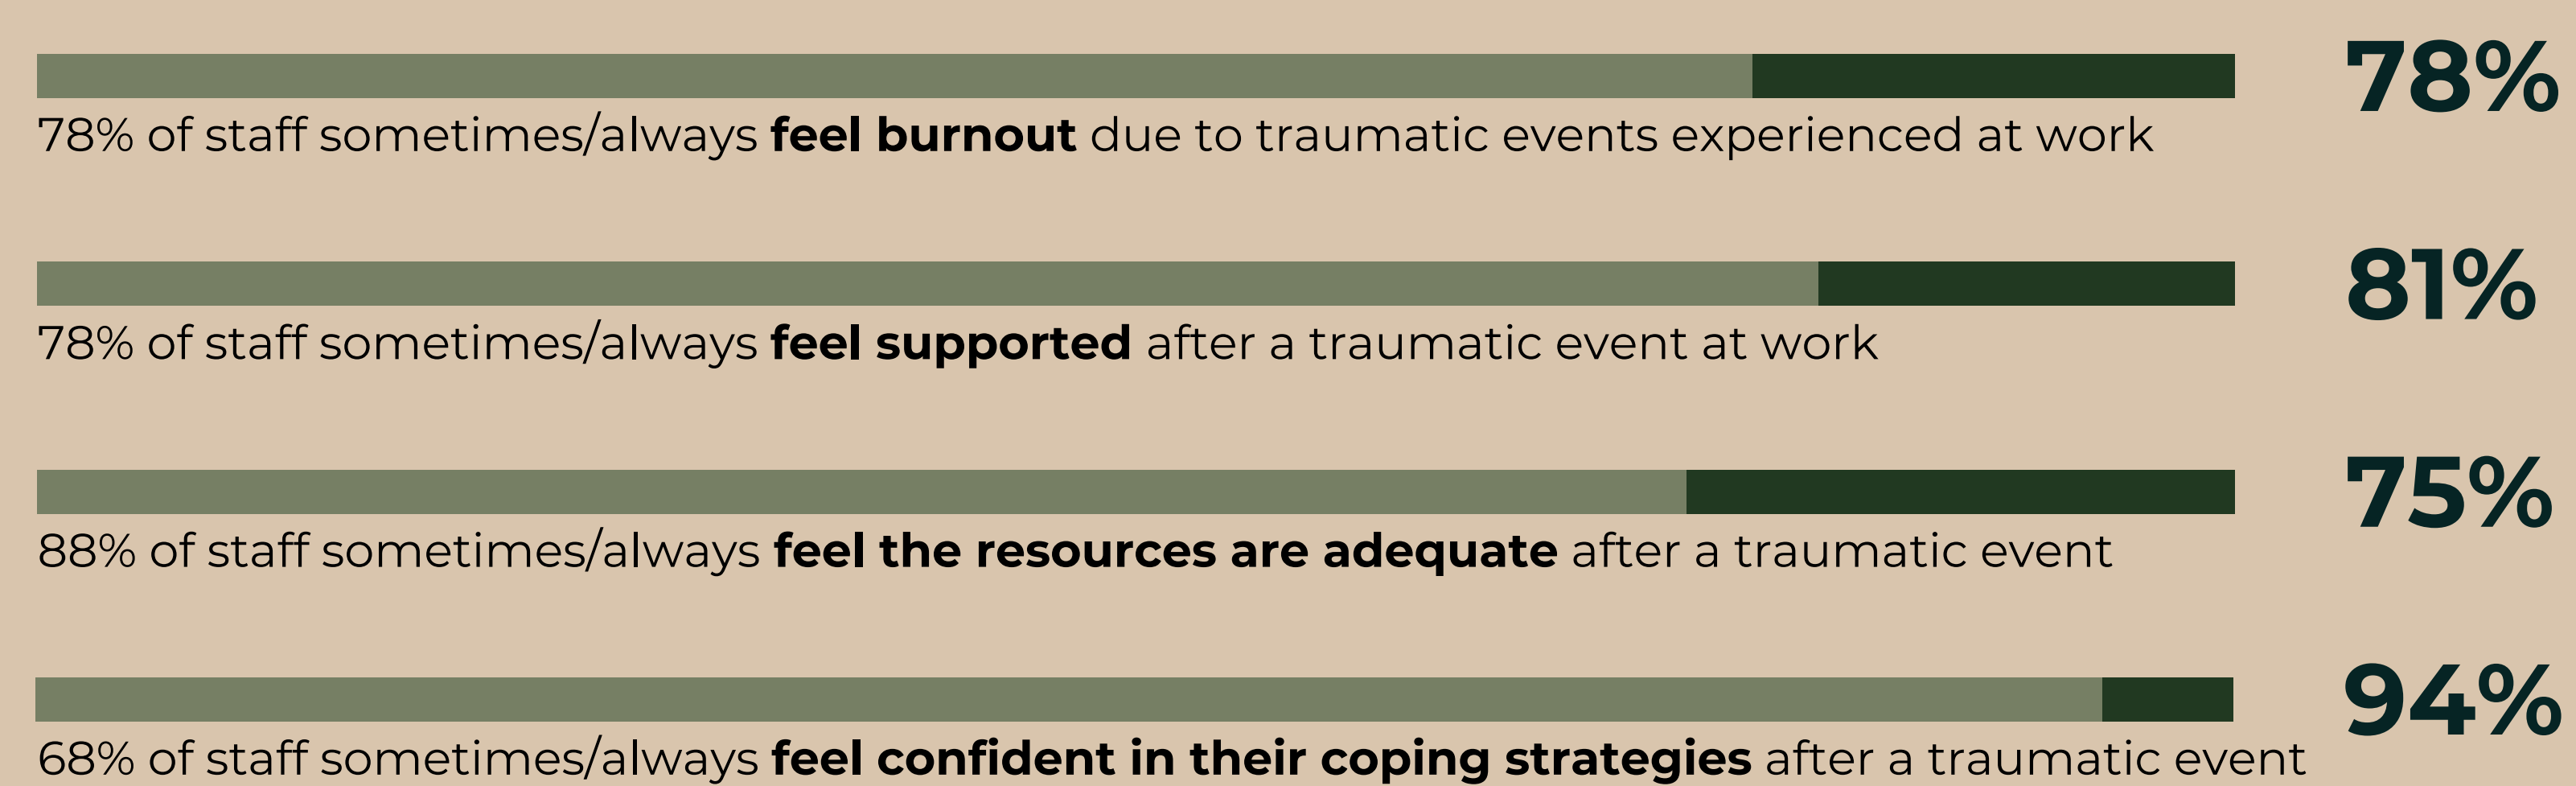 78%
78% of staff sometimes/always feel burnout due to traumatic events experienced at work
81%
78% of staff sometimes/always feel supported after a traumatic event at work
75%
88% of staff sometimes/always feel the resources are adequate after a traumatic event
94%
68% of staff sometimes/always feel confident in their coping strategies after a traumatic event